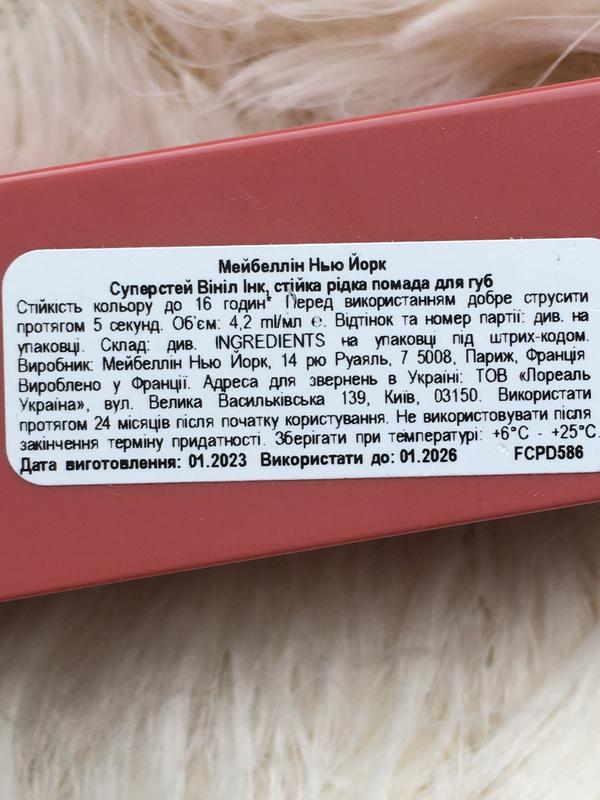 Мейбеллін Нью Йорк
Суперстей Вініл Інк, стійка рідка помада для губ
Стійкість кольору до 16 годин* Перед використанням добре струсити
протягом 5 секунд. Об'єм: 4,2 ml/мл ℮. Відтінок та номер партії: див. на
упаковці. Склад: див. INGREDIENTS на упаковці під штрих-кодом.
Виробник: Мейбеллін Нью Йорк, 14 рю Руаяль, 7 5008, Париж, Франція
Вироблено у Франції. Адреса для звернень в Україні: ТОВ «Лореаль
Україна», вул. Велика Васильківська 139, Київ, 03150. Використати
протягом 24 місяців після початку користування. Не використовувати після
закінчення терміну придатності. Зберігати при температурі: +6°C - +25°C.
Дата виготовлення: 01.2023 Використати до: 01.2026 FCPD586